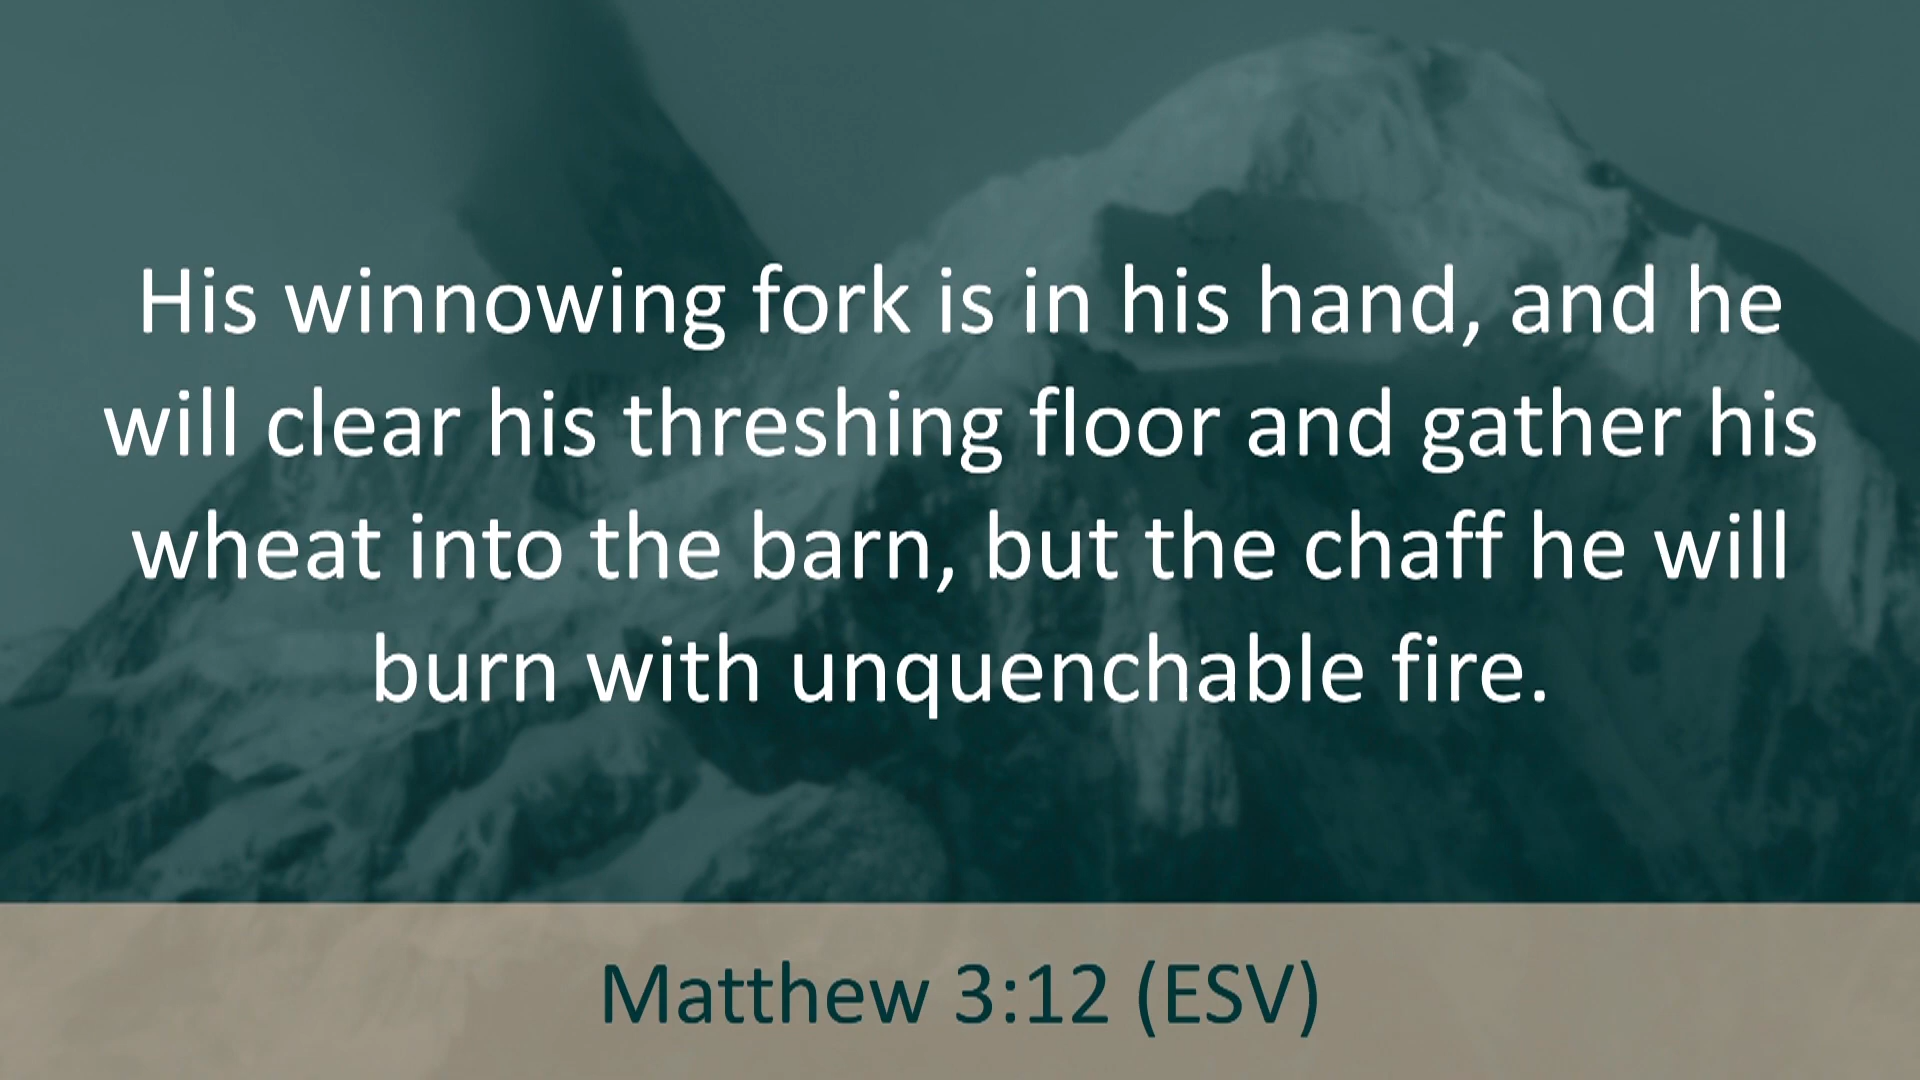 His winnowing fork is in his hand, and he
will clear his threshing floor and gather his
wheat into the barn, but the chaff he will
burn with unquenchable fire.
Matthew 3:12 (ESV)